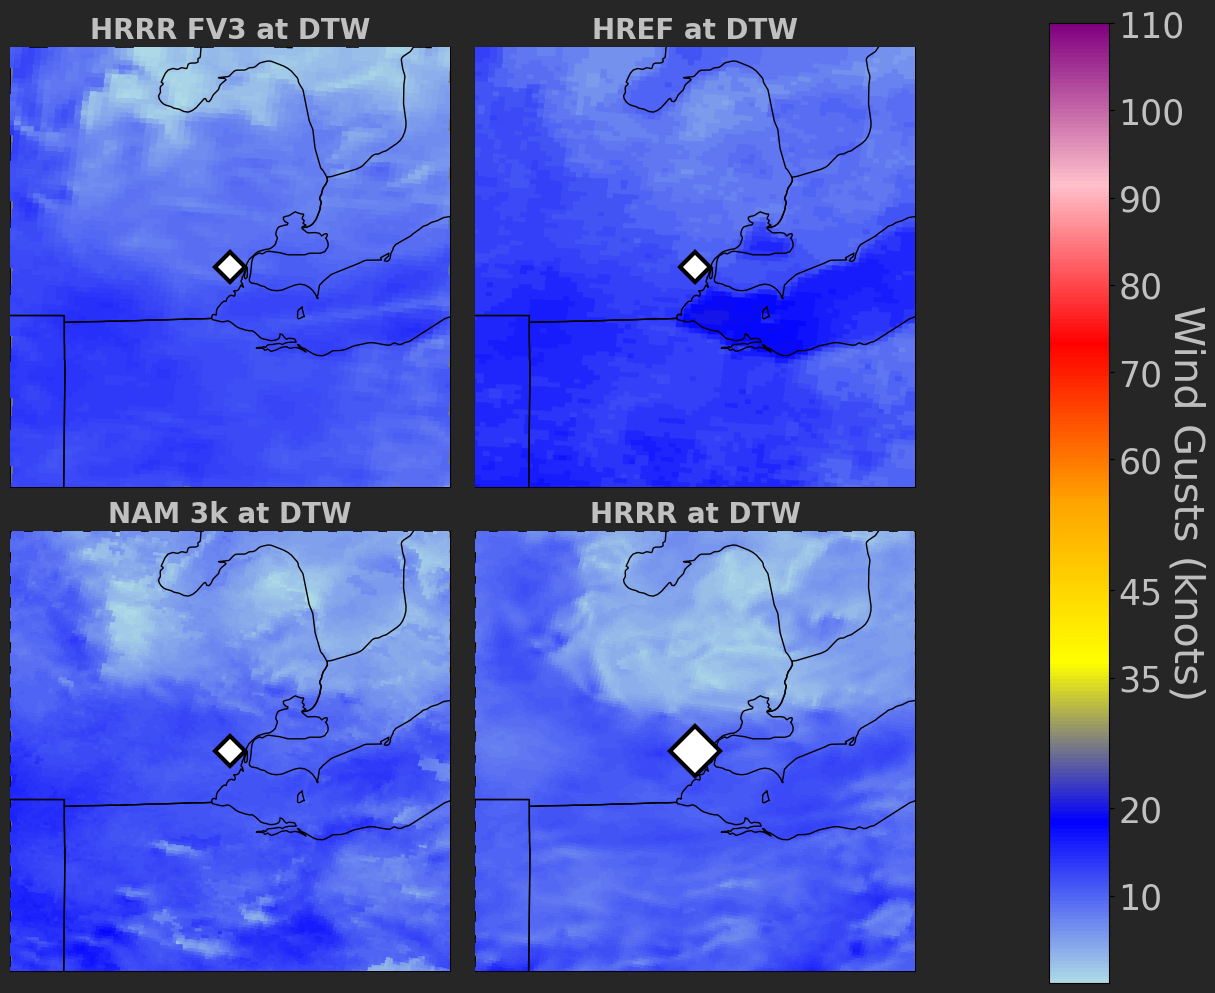 HRRR FV3 at DTW
HREF at DTW
NAM 3k at DTW
HRRR at DTW
110
100
90
80
70
60
45
35
20
10
Wind Gusts (knots)